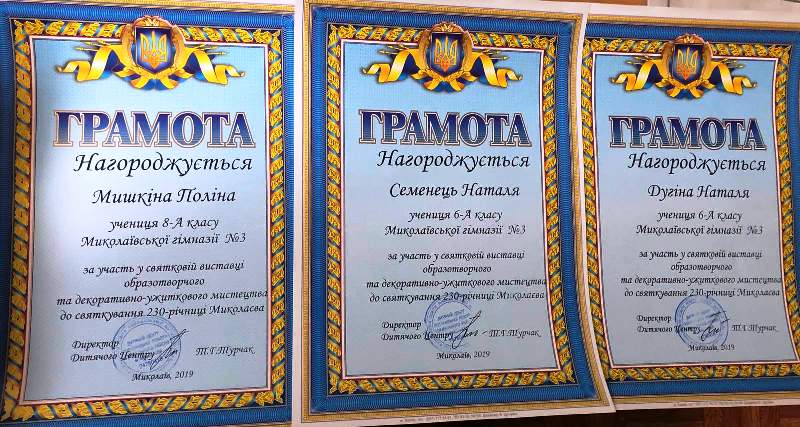 ГРАМОТА
Нагороджується
Мишкіна Поліна
учениця 8-А класу
Миколаївської гімназії №3
за участь у святковій виставці
образотворчого
та декоративно-ужиткового мистецтва
до святкування 230-річниці Миколаєва
Директор
Дитячого Центру Т.Г.Турчак
Миколаїв, 2019
ГРАМОТА
Нагороджується
Семенець Наталя
учениця 6-А класу
Миколаївської гімназії №3
за участь у святковій виставці
образотворчого
та декоративно-ужиткового мистецтва
до святкування 230-річниці Миколаєва
Директор
Дитячого Центру Т.Г.Турчак
Миколаїв, 2019
ГРАМОТА
Нагороджується
Дугіна Наталя
учениця 6-А класу
Миколаївської гімназії №3
за участь у святковій виставці
образотворчого
та декоративно-ужиткового мистецтва
до святкування 230-річниці Миколаєва
Директор
Дитячого Центру Т.Г.Турчак
Миколаїв, 2019